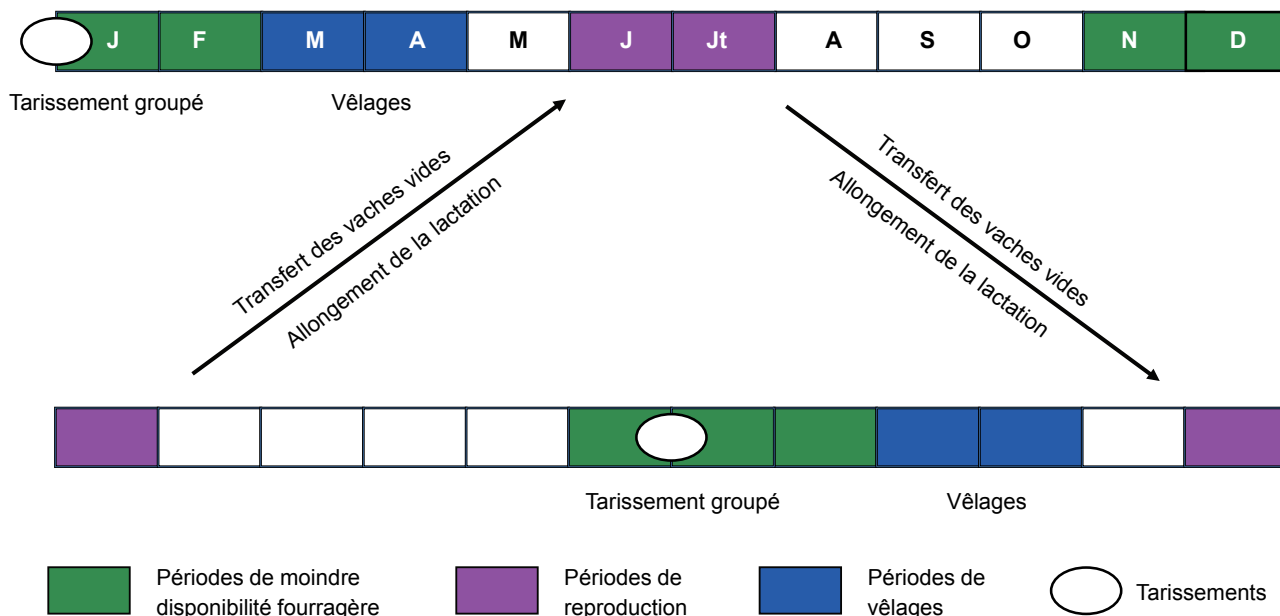 J F M A M J Jt A S O N D
Tarissement groupé Vêlages
Transfert des vaches vides
Allongement de la lactation
Transfert des vaches vides
Allongement de la lactation
Tarissement groupé Vêlages
Périodes de moindre
disponibilité fourragère
Périodes de
reproduction
Périodes de
vêlages
Tarissements